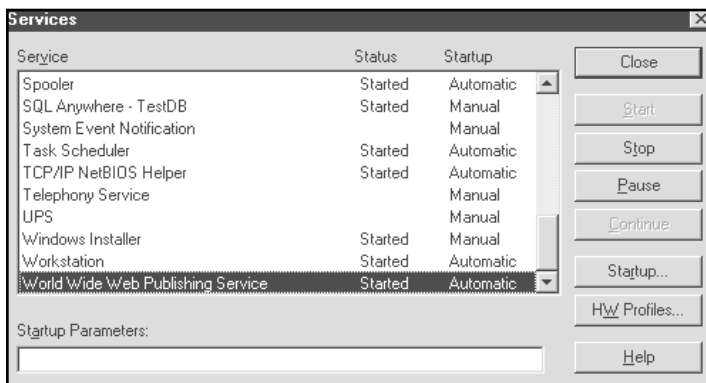 Services
Service Status Startup
Spooler Started Automatic
SQL Anywhere - TestDB Started Manual
System Event Notification Manual
Task Scheduler Started Automatic
TCP/IP NetBIOS Helper Started Automatic
Telephony Service Manual
UPS Manual
Windows Installer Started Manual
Workstation Started Automatic
World Wide Web Publishing Service Started Automatic
Startup Parameters:
Close
Start
Stop
Pause
Continue
Startup...
HW Profiles...
Help